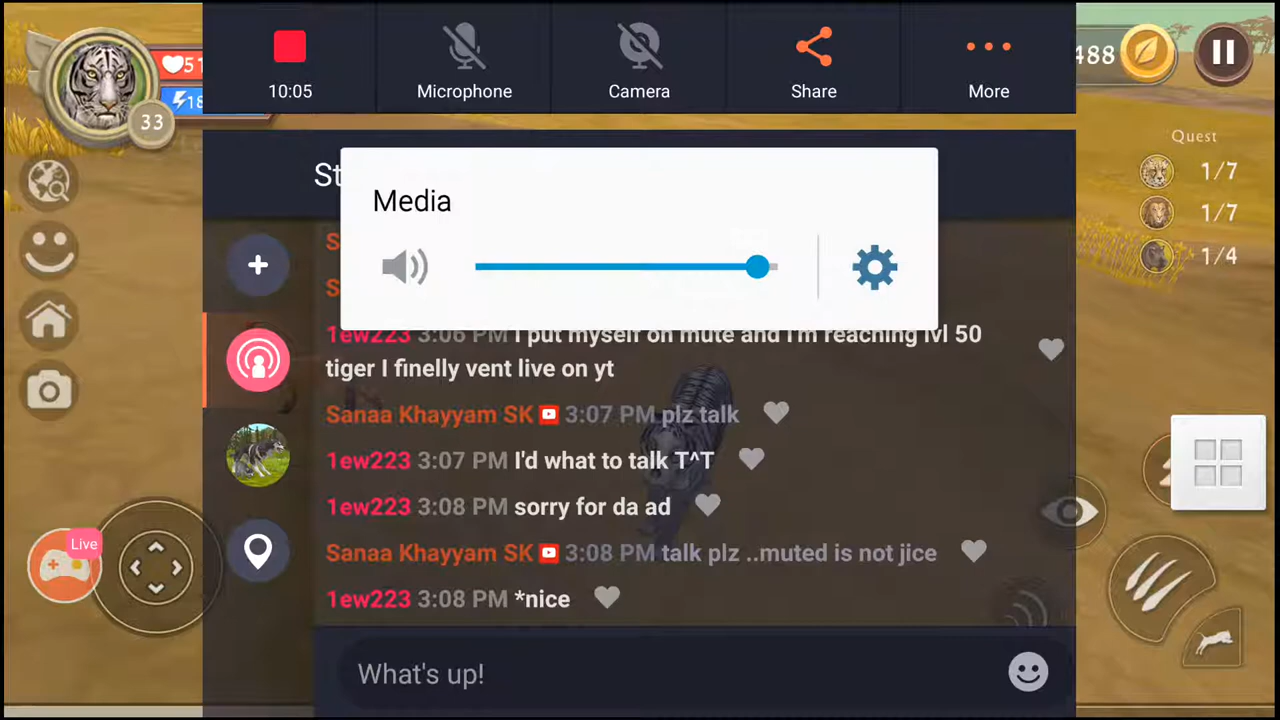 51
18
33
10:05
Microphone
Camera
Share
More
488
Quest
1/7
1/7
1/4
St
Media
S
S
1ew223 3:06 PM I put myself on mute and I'm reaching lvl 50
tiger I finelly vent live on yt
Sanaa Khayyam SK 3:07 PM plz talk
1ew223 3:07 PM I'd what to talk T^T
1ew223 3:08 PM sorry for da ad
Sanaa Khayyam SK 3:08 PM talk plz ..muted is not jice
1ew223 3:08 PM *nice
Live
What's up!